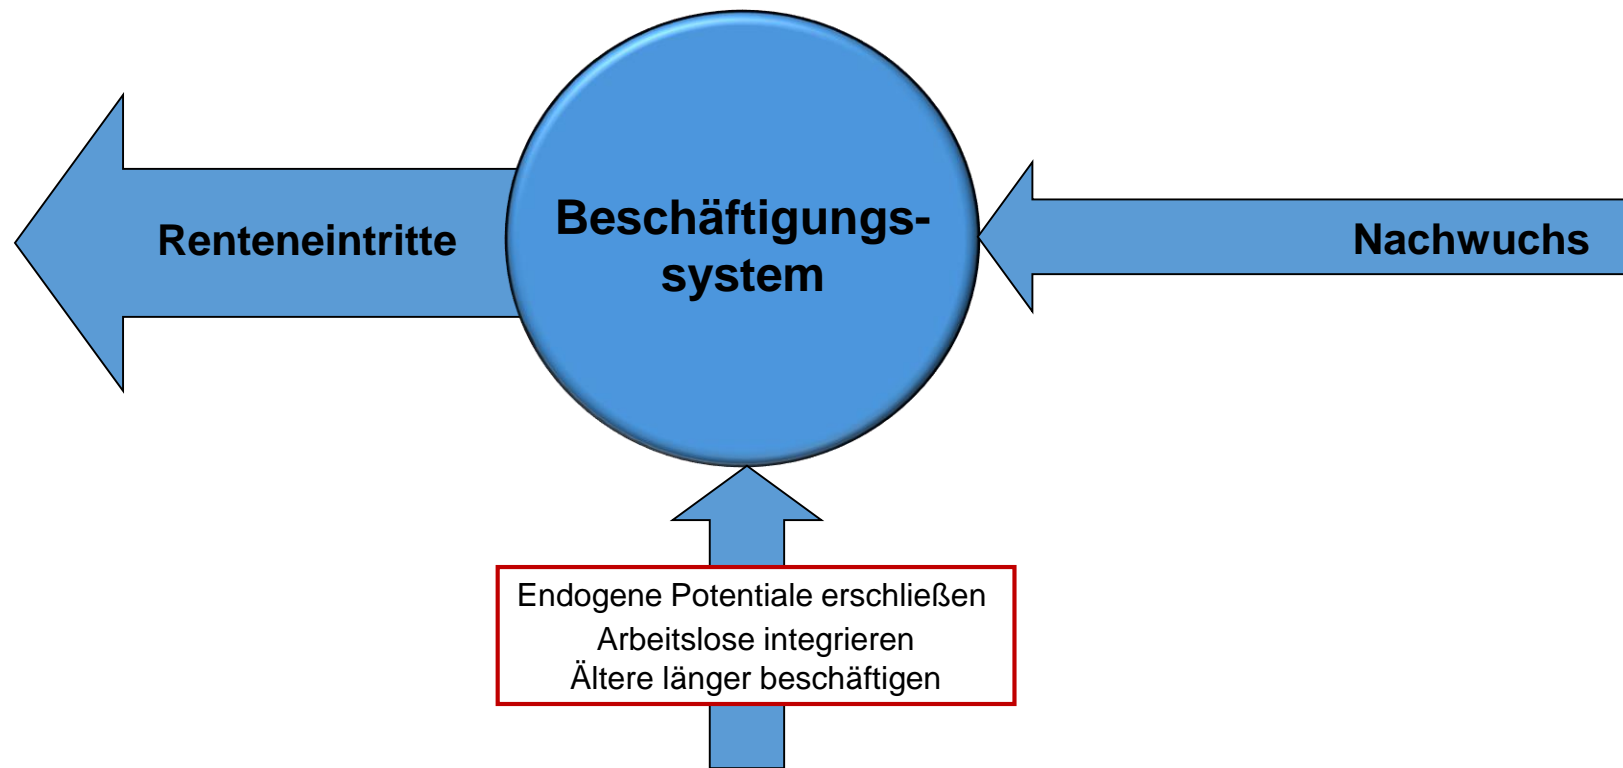 Renteneintritte
Beschäftigungs-
system
Nachwuchs
Endogene Potentiale erschließen
Arbeitslose integrieren
Ältere länger beschäftigen